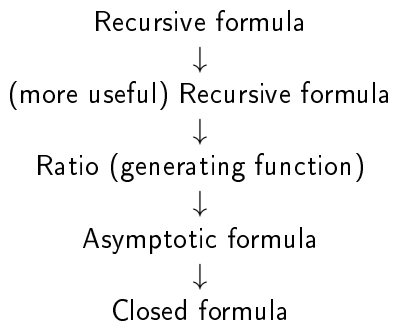 Recursive formula
↓
(more useful) Recursive formula
↓
Ratio (generating function)
↓
Asymptotic formula
↓
Closed formula